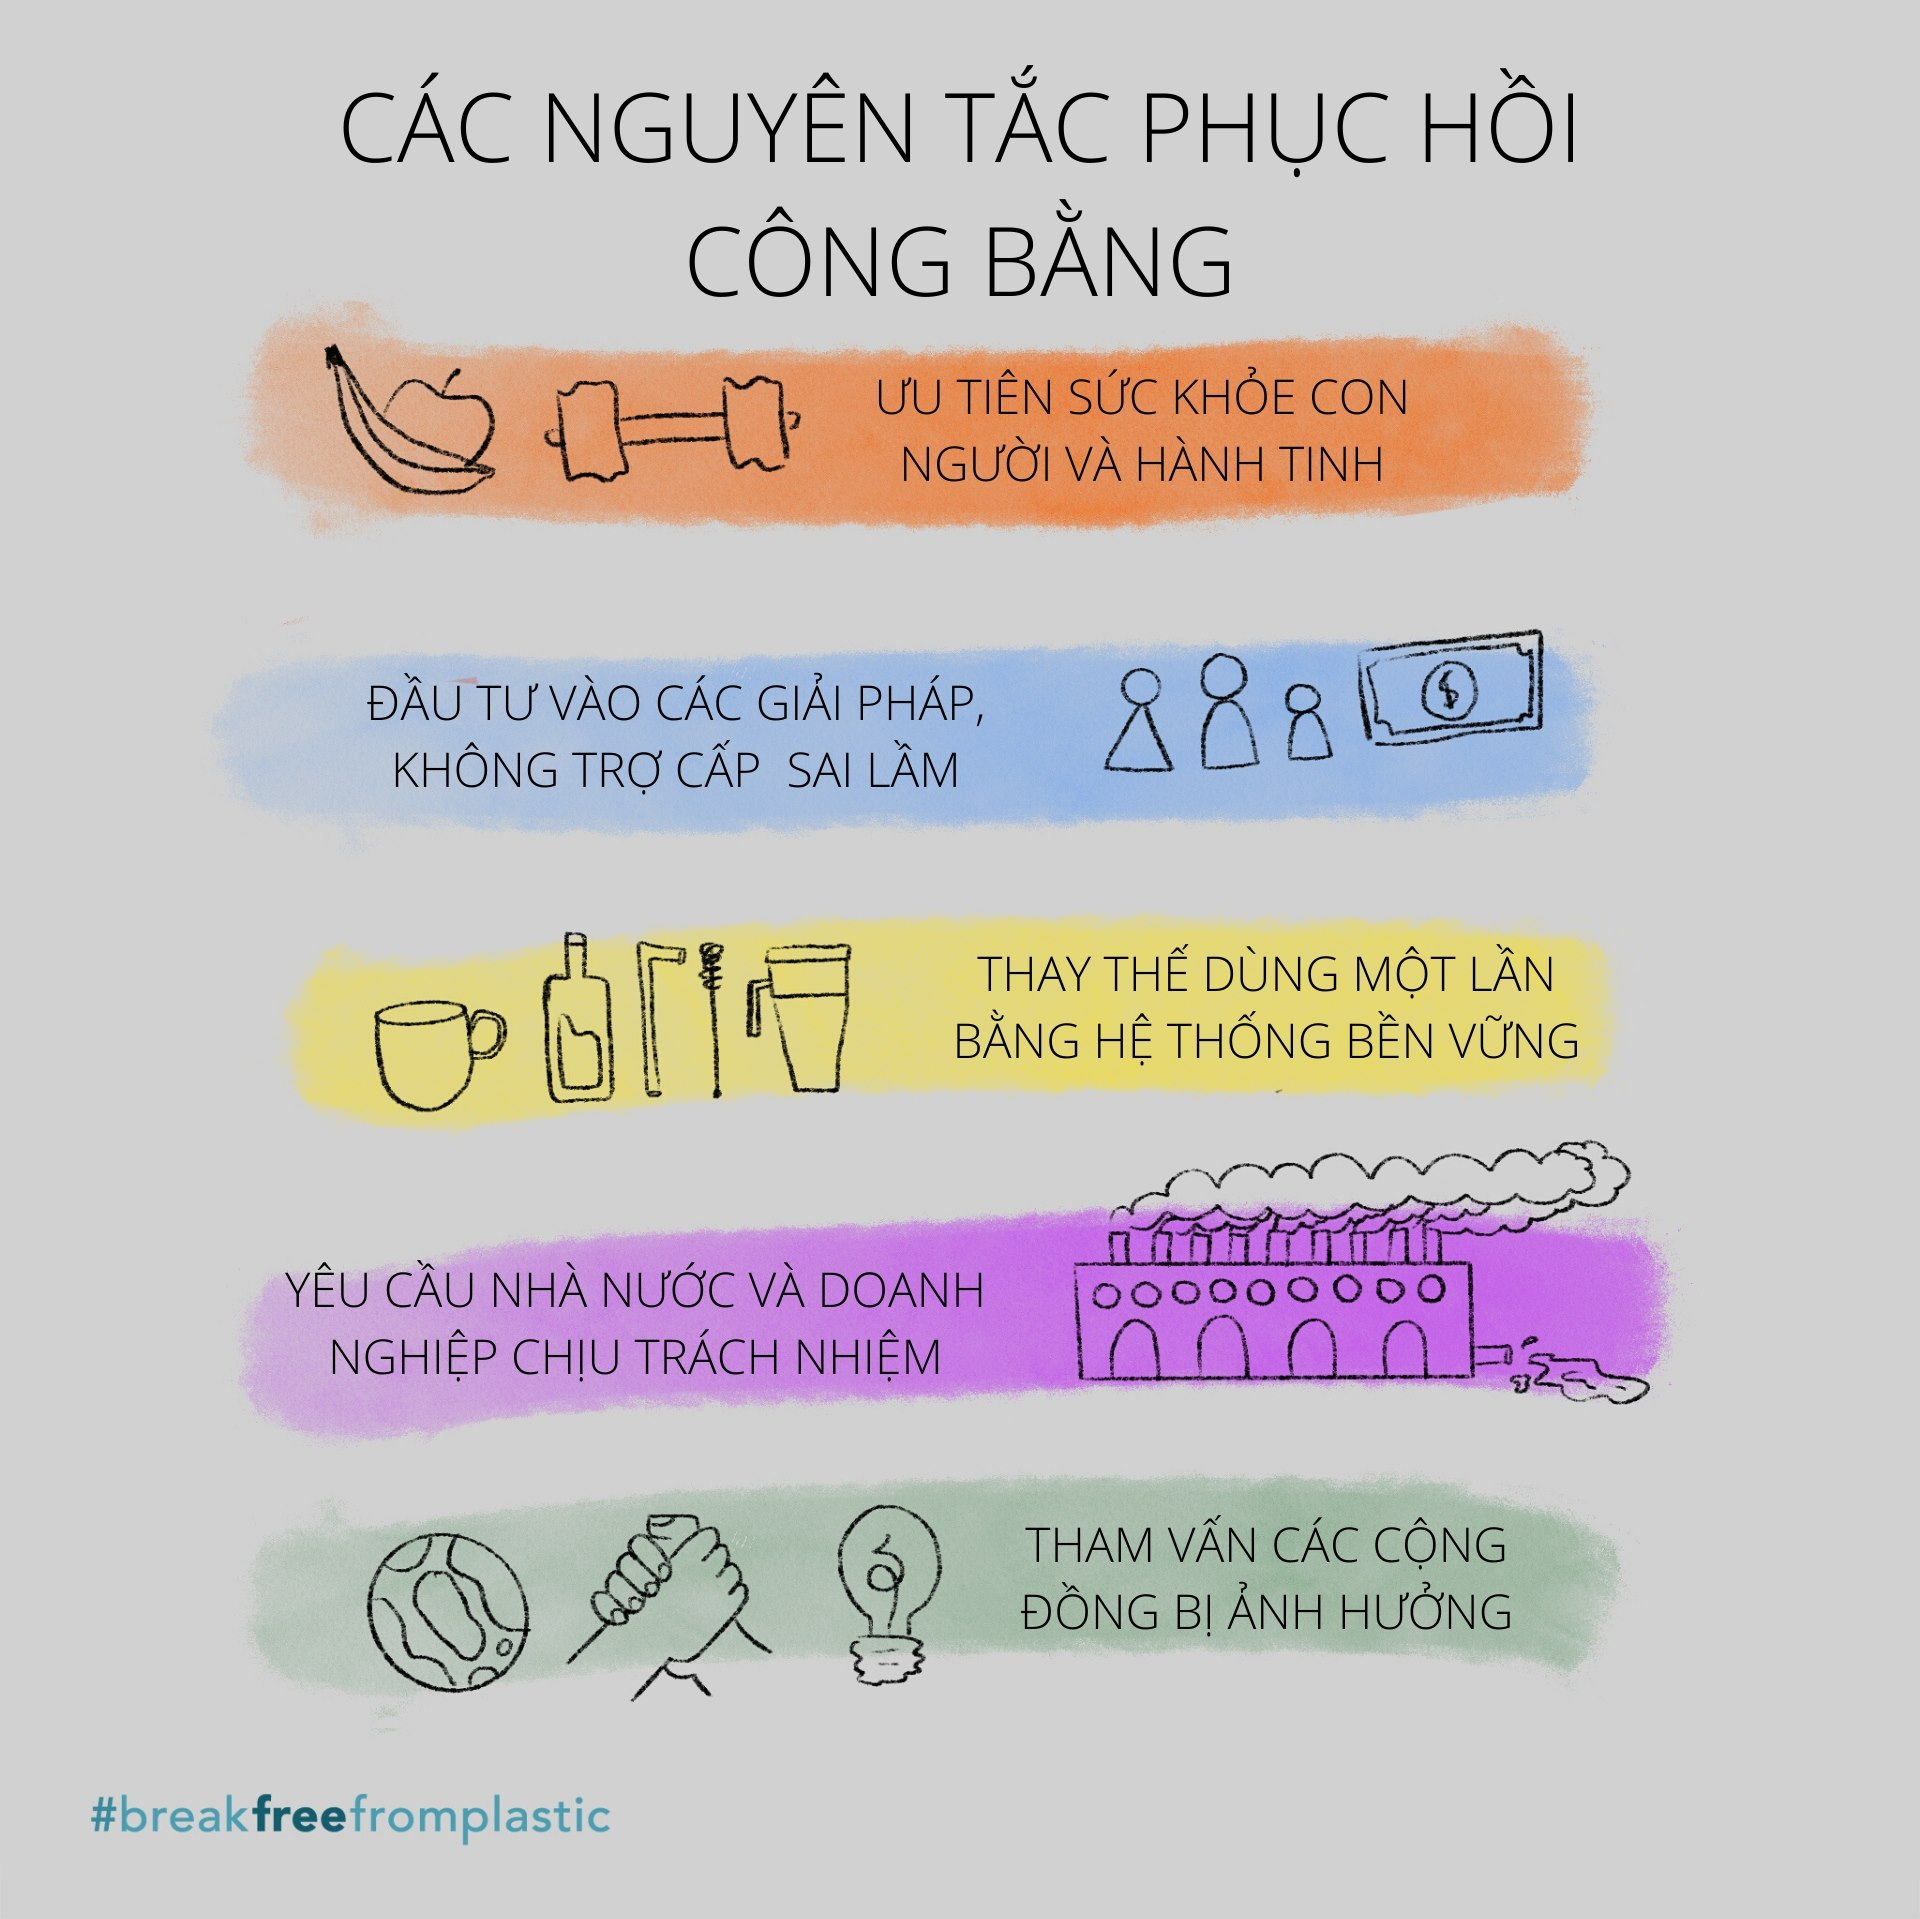 CÁC NGUYÊN TẮC PHỤC HỒI
CÔNG BẰNG
ƯU TIÊN SỨC KHỎE CON
NGƯỜI VÀ HÀNH TINH
ĐẦU TƯ VÀO CÁC GIẢI PHÁP,
KHÔNG TRỢ CẤP SAI LẦM
$
THAY THẾ DÙNG MỘT LẦN
BẰNG HỆ THỐNG BỀN VỮNG
YÊU CẦU NHÀ NƯỚC VÀ DOANH
NGHIỆP CHỊU TRÁCH NHIỆM
THAM VẤN CÁC CỘNG
ĐỒNG BỊ ẢNH HƯỞNG
#breakfreefromplastic